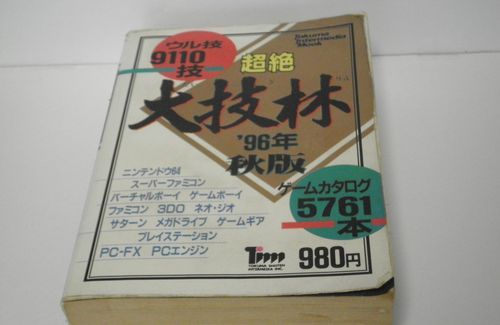 ウル技
9110
技
Tokuma
Intermedia
Mook
超絶
大技林
'96年
秋版
ニンテンドウ64
スーパーファミコン
バーチャルボーイ ゲームボーイ
ファミコン 3DO ネオ・ジオ
サターン メガドライブ ゲームギア
プレイステーション
PC-FX PCエンジン
ゲームカタログ
5761
本
Tim
TOKUMA SHOTEN
INTERMEDIA INC.
980円